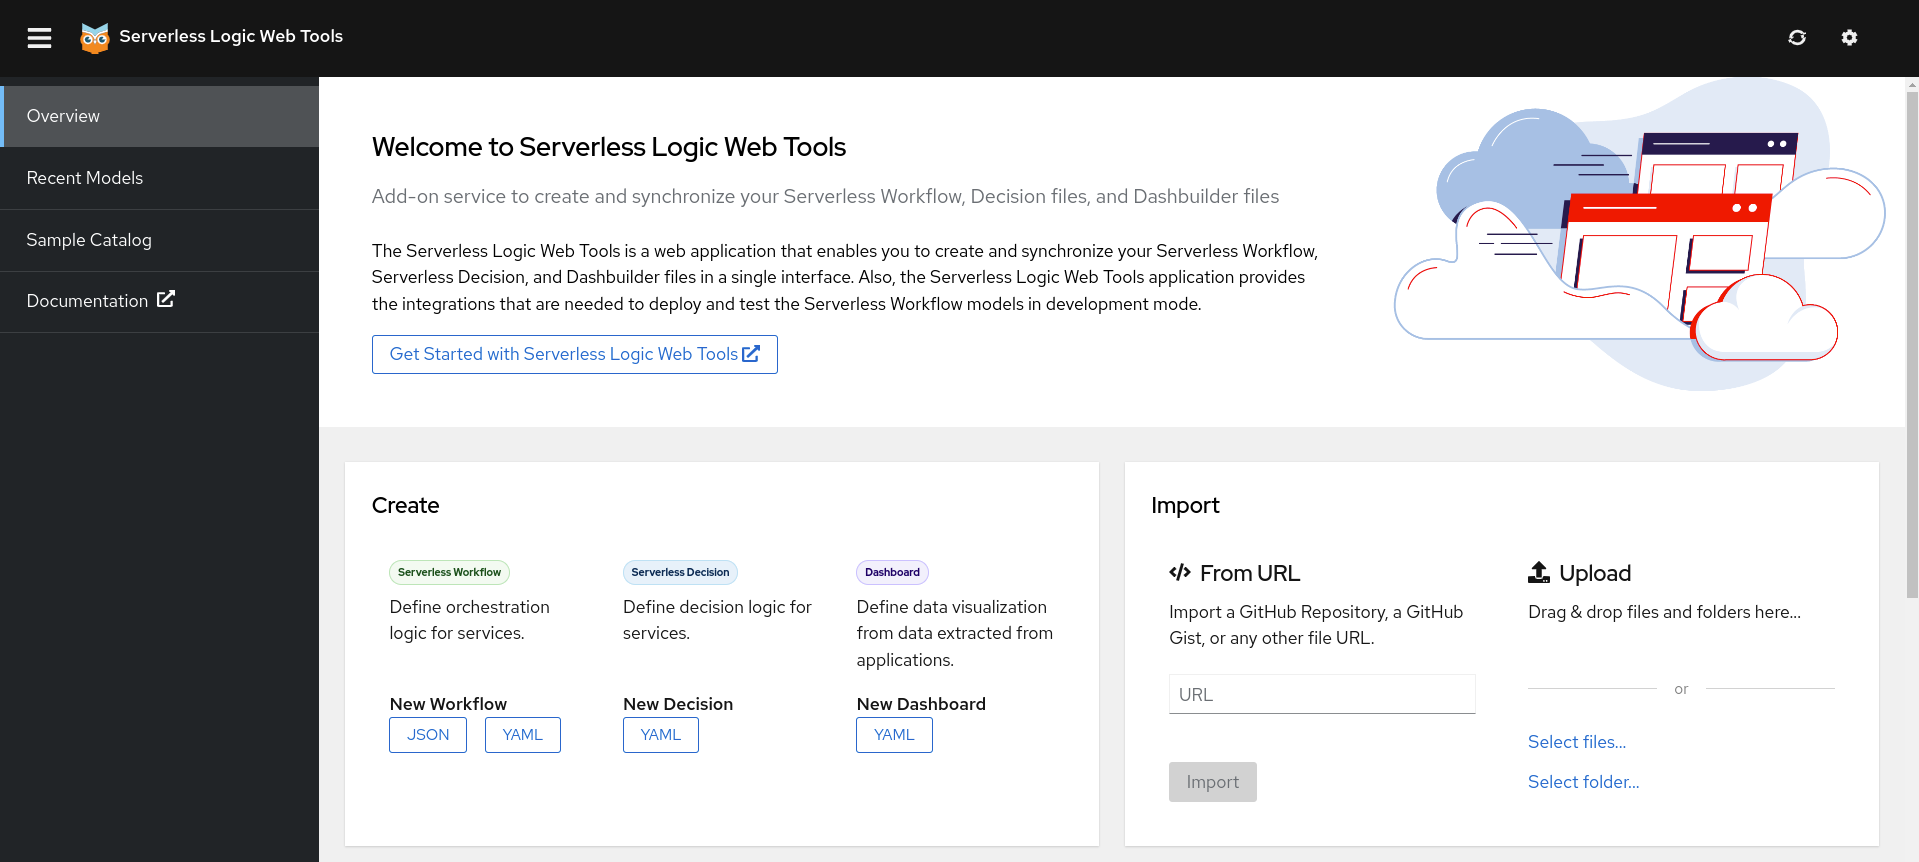 Serverless Logic Web Tools
Overview
Recent Models
Sample Catalog
Documentation
Welcome to Serverless Logic Web Tools
Add-on service to create and synchronize your Serverless Workflow, Decision files, and Dashbuilder files
The Serverless Logic Web Tools is a web application that enables you to create and synchronize your Serverless Workflow,
Serverless Decision, and Dashbuilder files in a single interface. Also, the Serverless Logic Web Tools application provides
the integrations that are needed to deploy and test the Serverless Workflow models in development mode.
Get Started with Serverless Logic Web Tools
Create
Serverless Workflow
Define orchestration
logic for services.
New Workflow
JSON YAML
Serverless Decision
Define decision logic for
services.
New Decision
YAML
Dashboard
Define data visualization
from data extracted from
applications.
New Dashboard
YAML
Import
From URL
Import a GitHub Repository, a GitHub
Gist, or any other file URL.
URL
Import
Upload
Drag & drop files and folders here...
or
Select files...
Select folder...